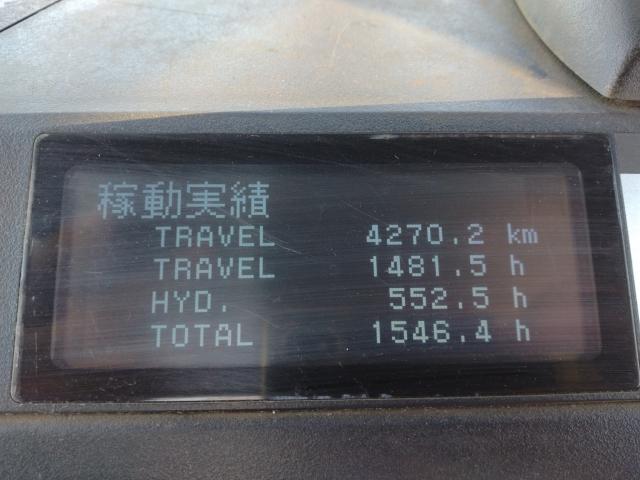 稼動実績
TRAVEL 4270.2 km
TRAVEL 1481.5 h
HYD. 552.5 h
TOTAL 1546.4 h